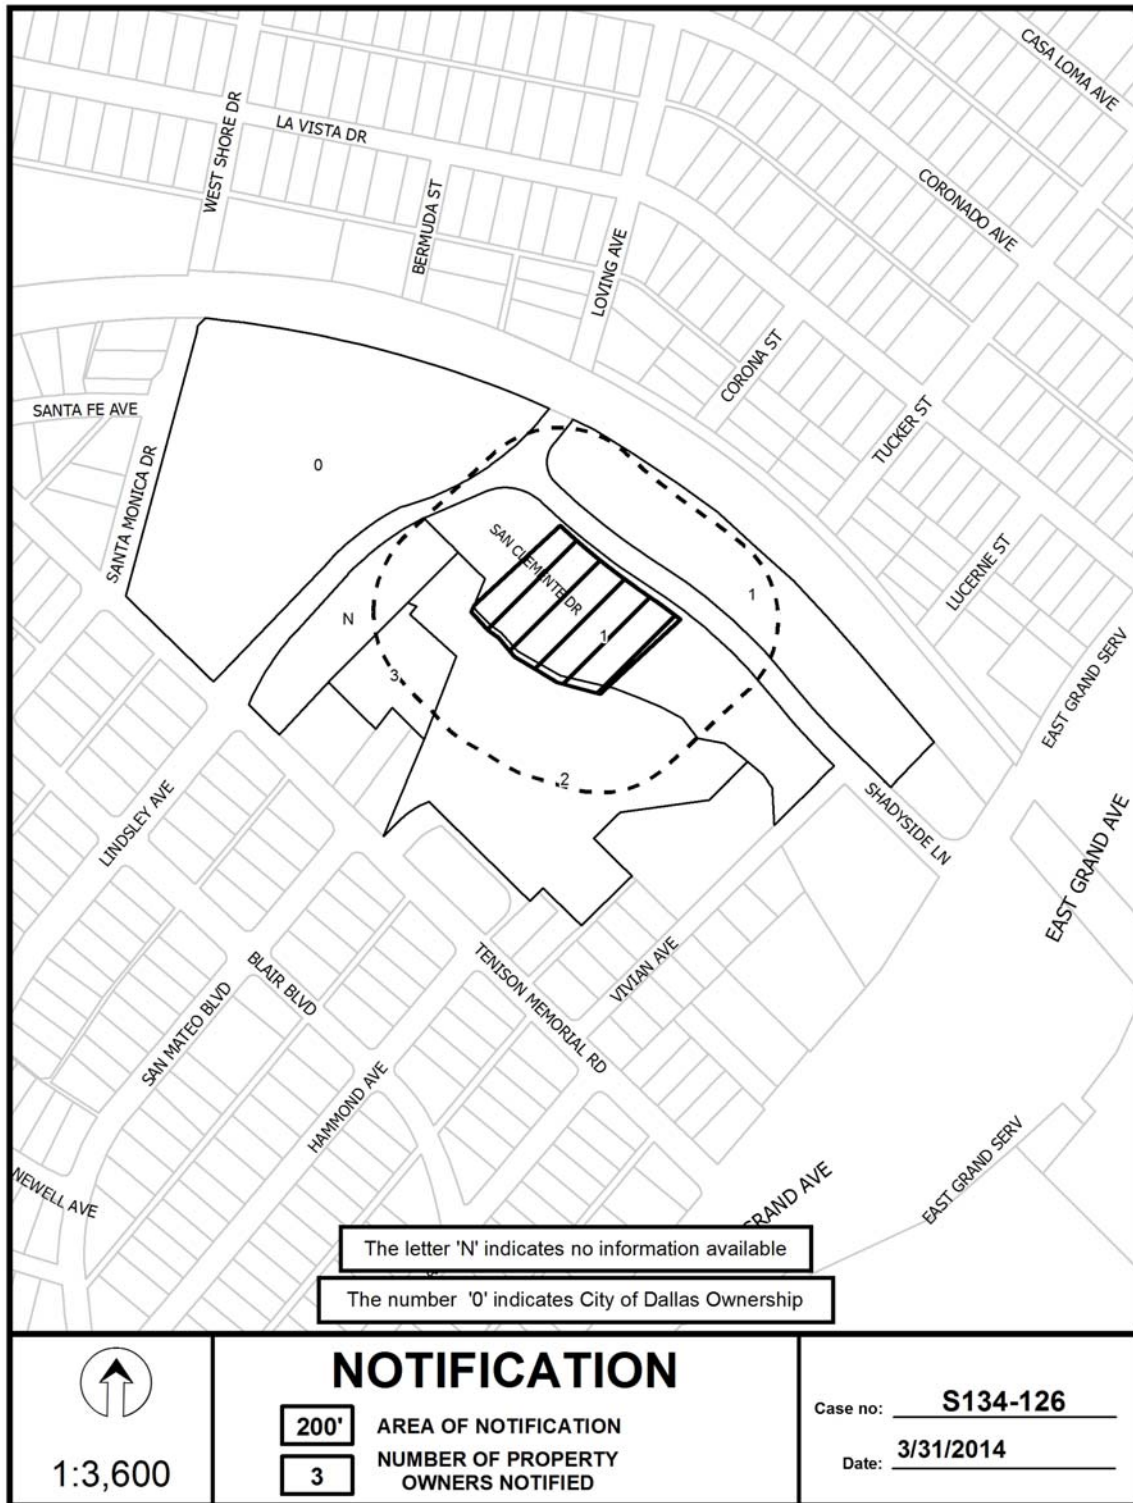 CASA LOMA AVE
LA VISTA DR
WEST SHORE DR
BERMUDA ST
CORONADO AVE
LOVING AVE
CORONA ST
SANTA FE AVE
TUCKER ST
0
SANTA MONICA DR
SAN CLEMENTE DR
LUCERNE ST
1
N
1
3
EAST GRAND SERV
2
LINDSLEY AVE
SHADYSIDE LN
EAST GRAND AVE
BLAIR BLVD
TENISON MEMORIAL RD
VIVIAN AVE
SAN MATEO BLVD
HAMMOND AVE
NEWELL AVE
GRAND AVE
EAST GRAND SERV
The letter 'N' indicates no information available
The number '0' indicates City of Dallas Ownership
1:3,600
NOTIFICATION
200' AREA OF NOTIFICATION
3 NUMBER OF PROPERTY
OWNERS NOTIFIED
Case no: S134-126
Date: 3/31/2014